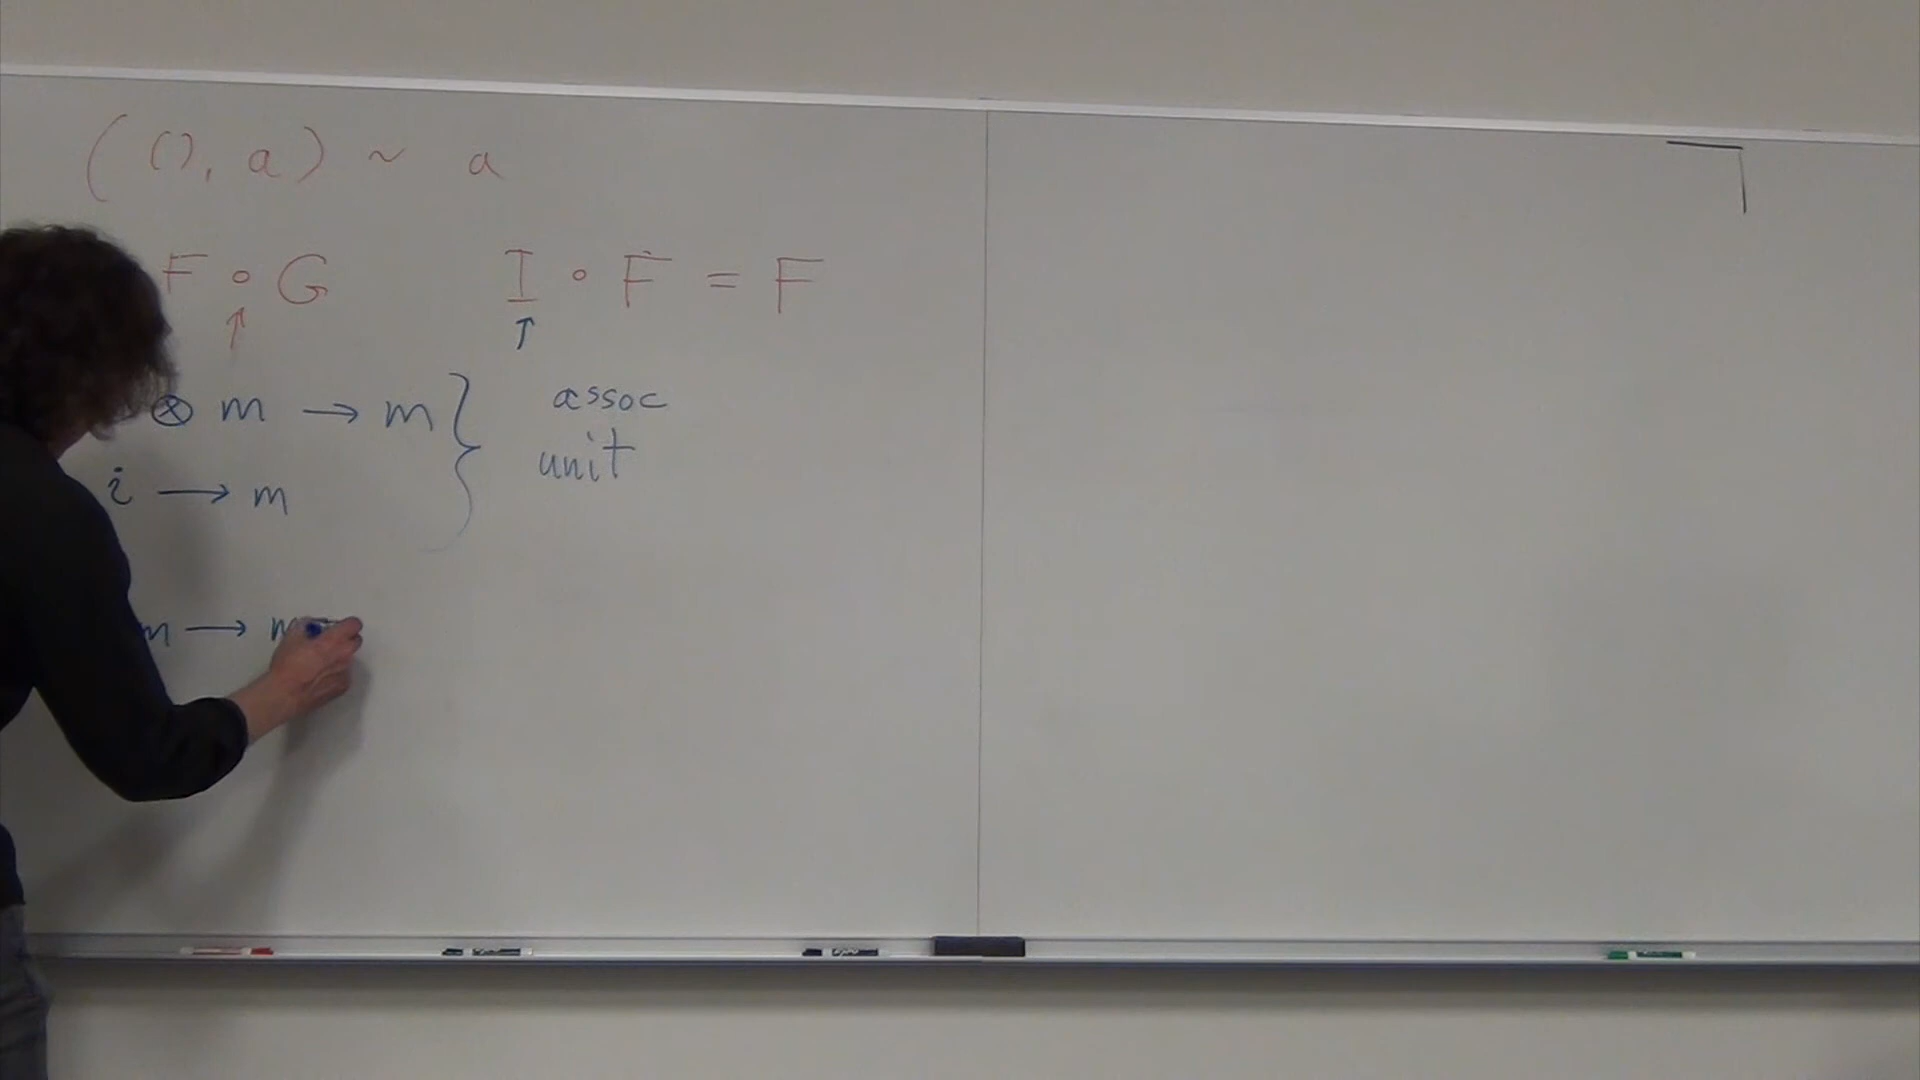 ( (), a ) ~ a
F ∘ G I ∘ F = F
↑ ↑
⊗ m → m } assoc
unit
i → m
m → m